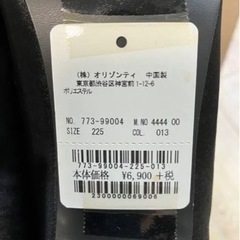 (株) オリゾンティ 中国製
東京都渋谷区神宮前1-12-6
ポリエステル
NO. 773-99004 M.NO 4444 00
SIZE 225 COL. 013
773-99004-225-013
本体価格 ¥6,900 +税
2300000069006